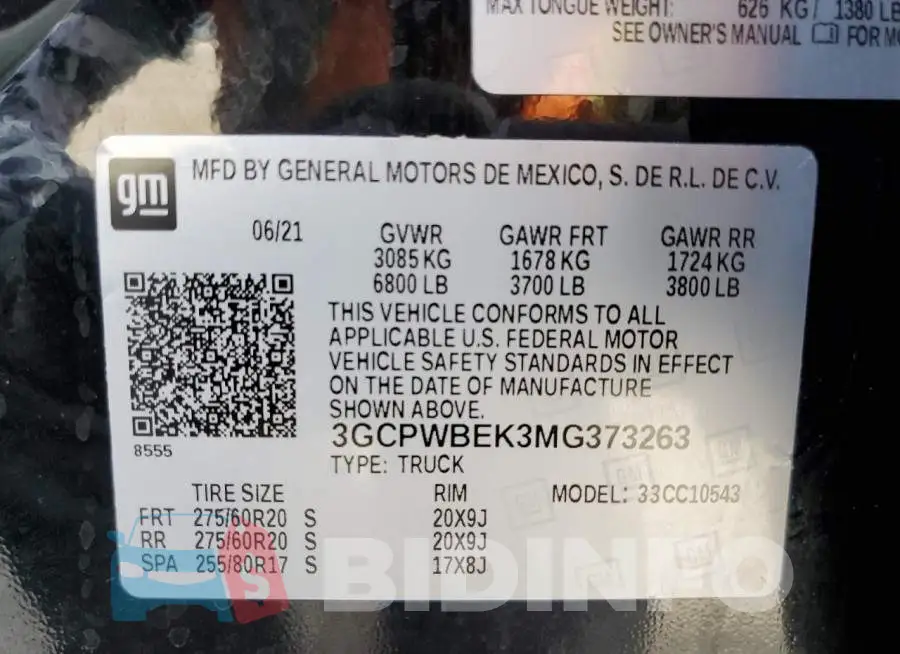 MAX TONGUE WEIGHT: 626 KG/ 1380 LB
SEE OWNER'S MANUAL FOR
gm
MFD BY GENERAL MOTORS DE MEXICO, S. DE R.L. DE C.V.
06/21 GVWR GAWR FRT GAWR RR
3085 KG 1678 KG 1724 KG
6800 LB 3700 LB 3800 LB
THIS VEHICLE CONFORMS TO ALL
APPLICABLE U.S. FEDERAL MOTOR
VEHICLE SAFETY STANDARDS IN EFFECT
ON THE DATE OF MANUFACTURE
SHOWN ABOVE.
8555
3GCPWBEK3MG373263
TYPE: TRUCK
TIRE SIZE RIM MODEL: 33CC10543
FRT 275/60R20 S 20X9J
RR 275/60R20 S 20X9J
SPA 255/80R17 S 17X8J
$ BIDINFO